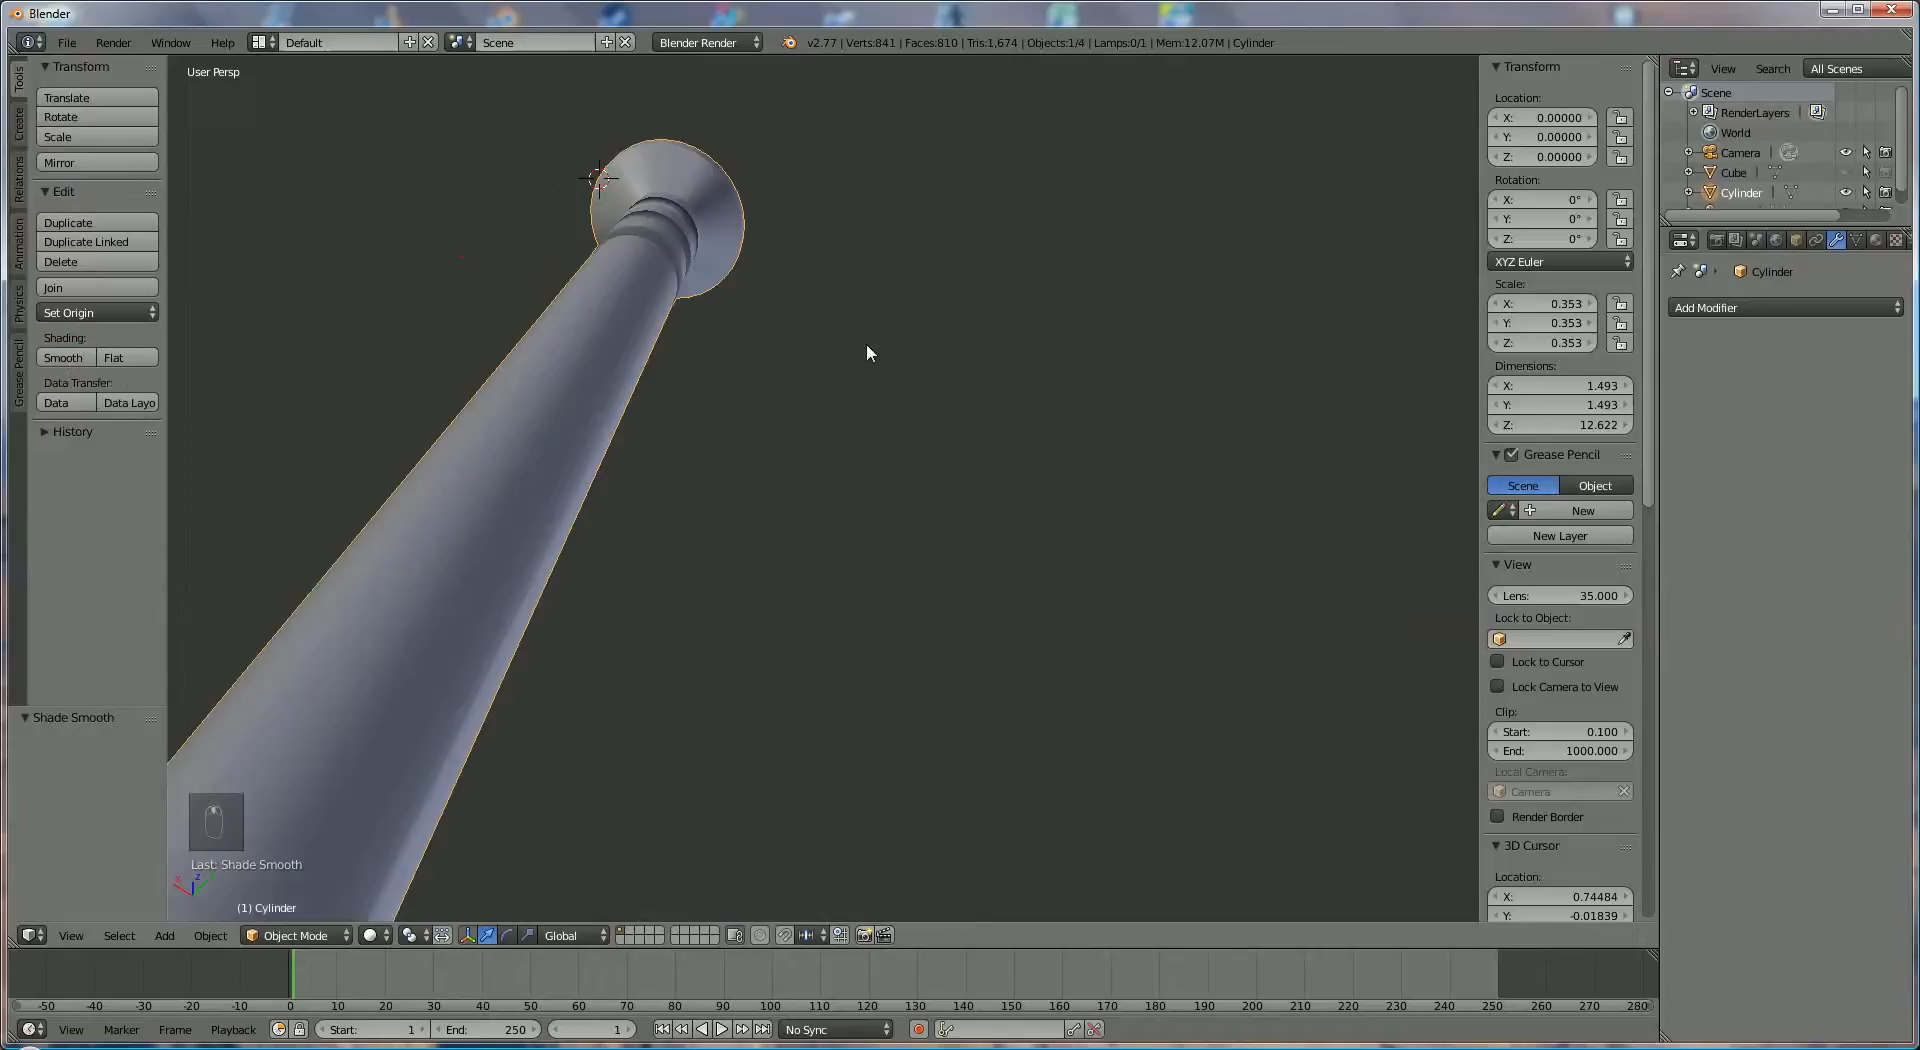 Blender
File Render Window Help Default Scene Blender Render v2.77 | Verts:841 | Faces:810 | Tris:1,674 | Objects:1/4 | Lamps:0/1 | Mem:12.07M | Cylinder
Tools
Create
Relations
Animation
Physics
Grease Pencil
Transform
Translate
Rotate
Scale
Mirror
Edit
Duplicate
Duplicate Linked
Delete
Join
Set Origin
Shading:
Smooth Flat
Data Transfer:
Data Data Layo
History
Shade Smooth
User Persp
Last: Shade Smooth
x z
(1) Cylinder
Transform
Location:
X: 0.00000
Y: 0.00000
Z: 0.00000
Rotation:
X: 0°
Y: 0°
Z: 0°
XYZ Euler
Scale:
X: 0.353
Y: 0.353
Z: 0.353
Dimensions:
X: 1.493
Y: 1.493
Z: 12.622
Grease Pencil
Scene Object
New
New Layer
View
Lens: 35.000
Lock to Object:
Lock to Cursor
Lock Camera to View
Clip:
Start: 0.100
End: 1000.000
Local Camera:
Camera
Render Border
3D Cursor
Location:
X: 0.74484
Y: -0.01839
View Search All Scenes
Scene
RenderLayers
World
Camera
Cube
Cylinder
Cylinder
Add Modifier
View Select Add Object Object Mode Global
-50 -40 -30 -20 -10 0 10 20 30 40 50 60 70 80 90 100 110 120 130 140 150 160 170 180 190 200 210 220 230 240 250 260 270 280
View Marker Frame Playback Start: 1 End: 250 1 No Sync